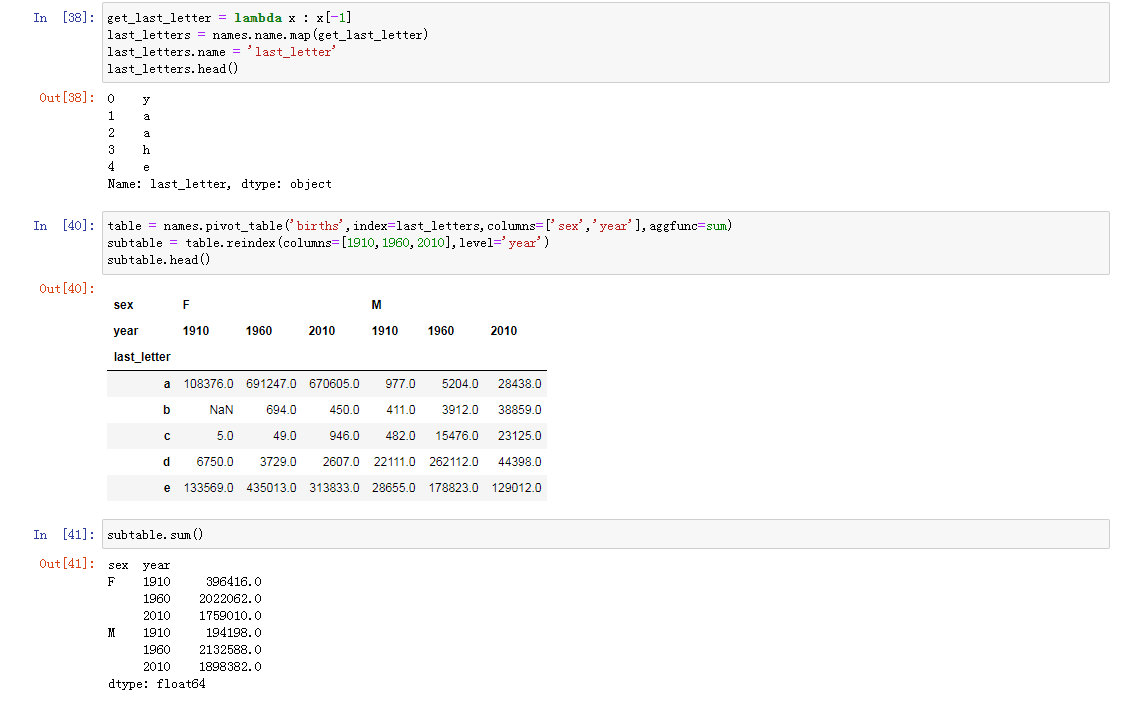 In [38]: get_last_letter = lambda x : x[-1]
last_letters = names.name.map(get_last_letter)
last_letters.name = 'last_letter'
last_letters.head()
Out[38]: 0 y
1 a
2 a
3 h
4 e
Name: last_letter, dtype: object
In [40]: table = names.pivot_table('births',index=last_letters,columns=['sex','year'],aggfunc=sum)
subtable = table.reindex(columns=[1910,1960,2010],level='year')
subtable.head()
Out[40]:
sex F M
year 1910 1960 2010 1910 1960 2010
last_letter
a 108376.0 691247.0 670605.0 977.0 5204.0 28438.0
b NaN 694.0 450.0 411.0 3912.0 38859.0
c 5.0 49.0 946.0 482.0 15476.0 23125.0
d 6750.0 3729.0 2607.0 22111.0 262112.0 44398.0
e 133569.0 435013.0 313833.0 28655.0 178823.0 129012.0
In [41]: subtable.sum()
Out[41]: sex year
F 1910 396416.0
1960 2022062.0
2010 1759010.0
M 1910 194198.0
1960 2132588.0
2010 1898382.0
dtype: float64